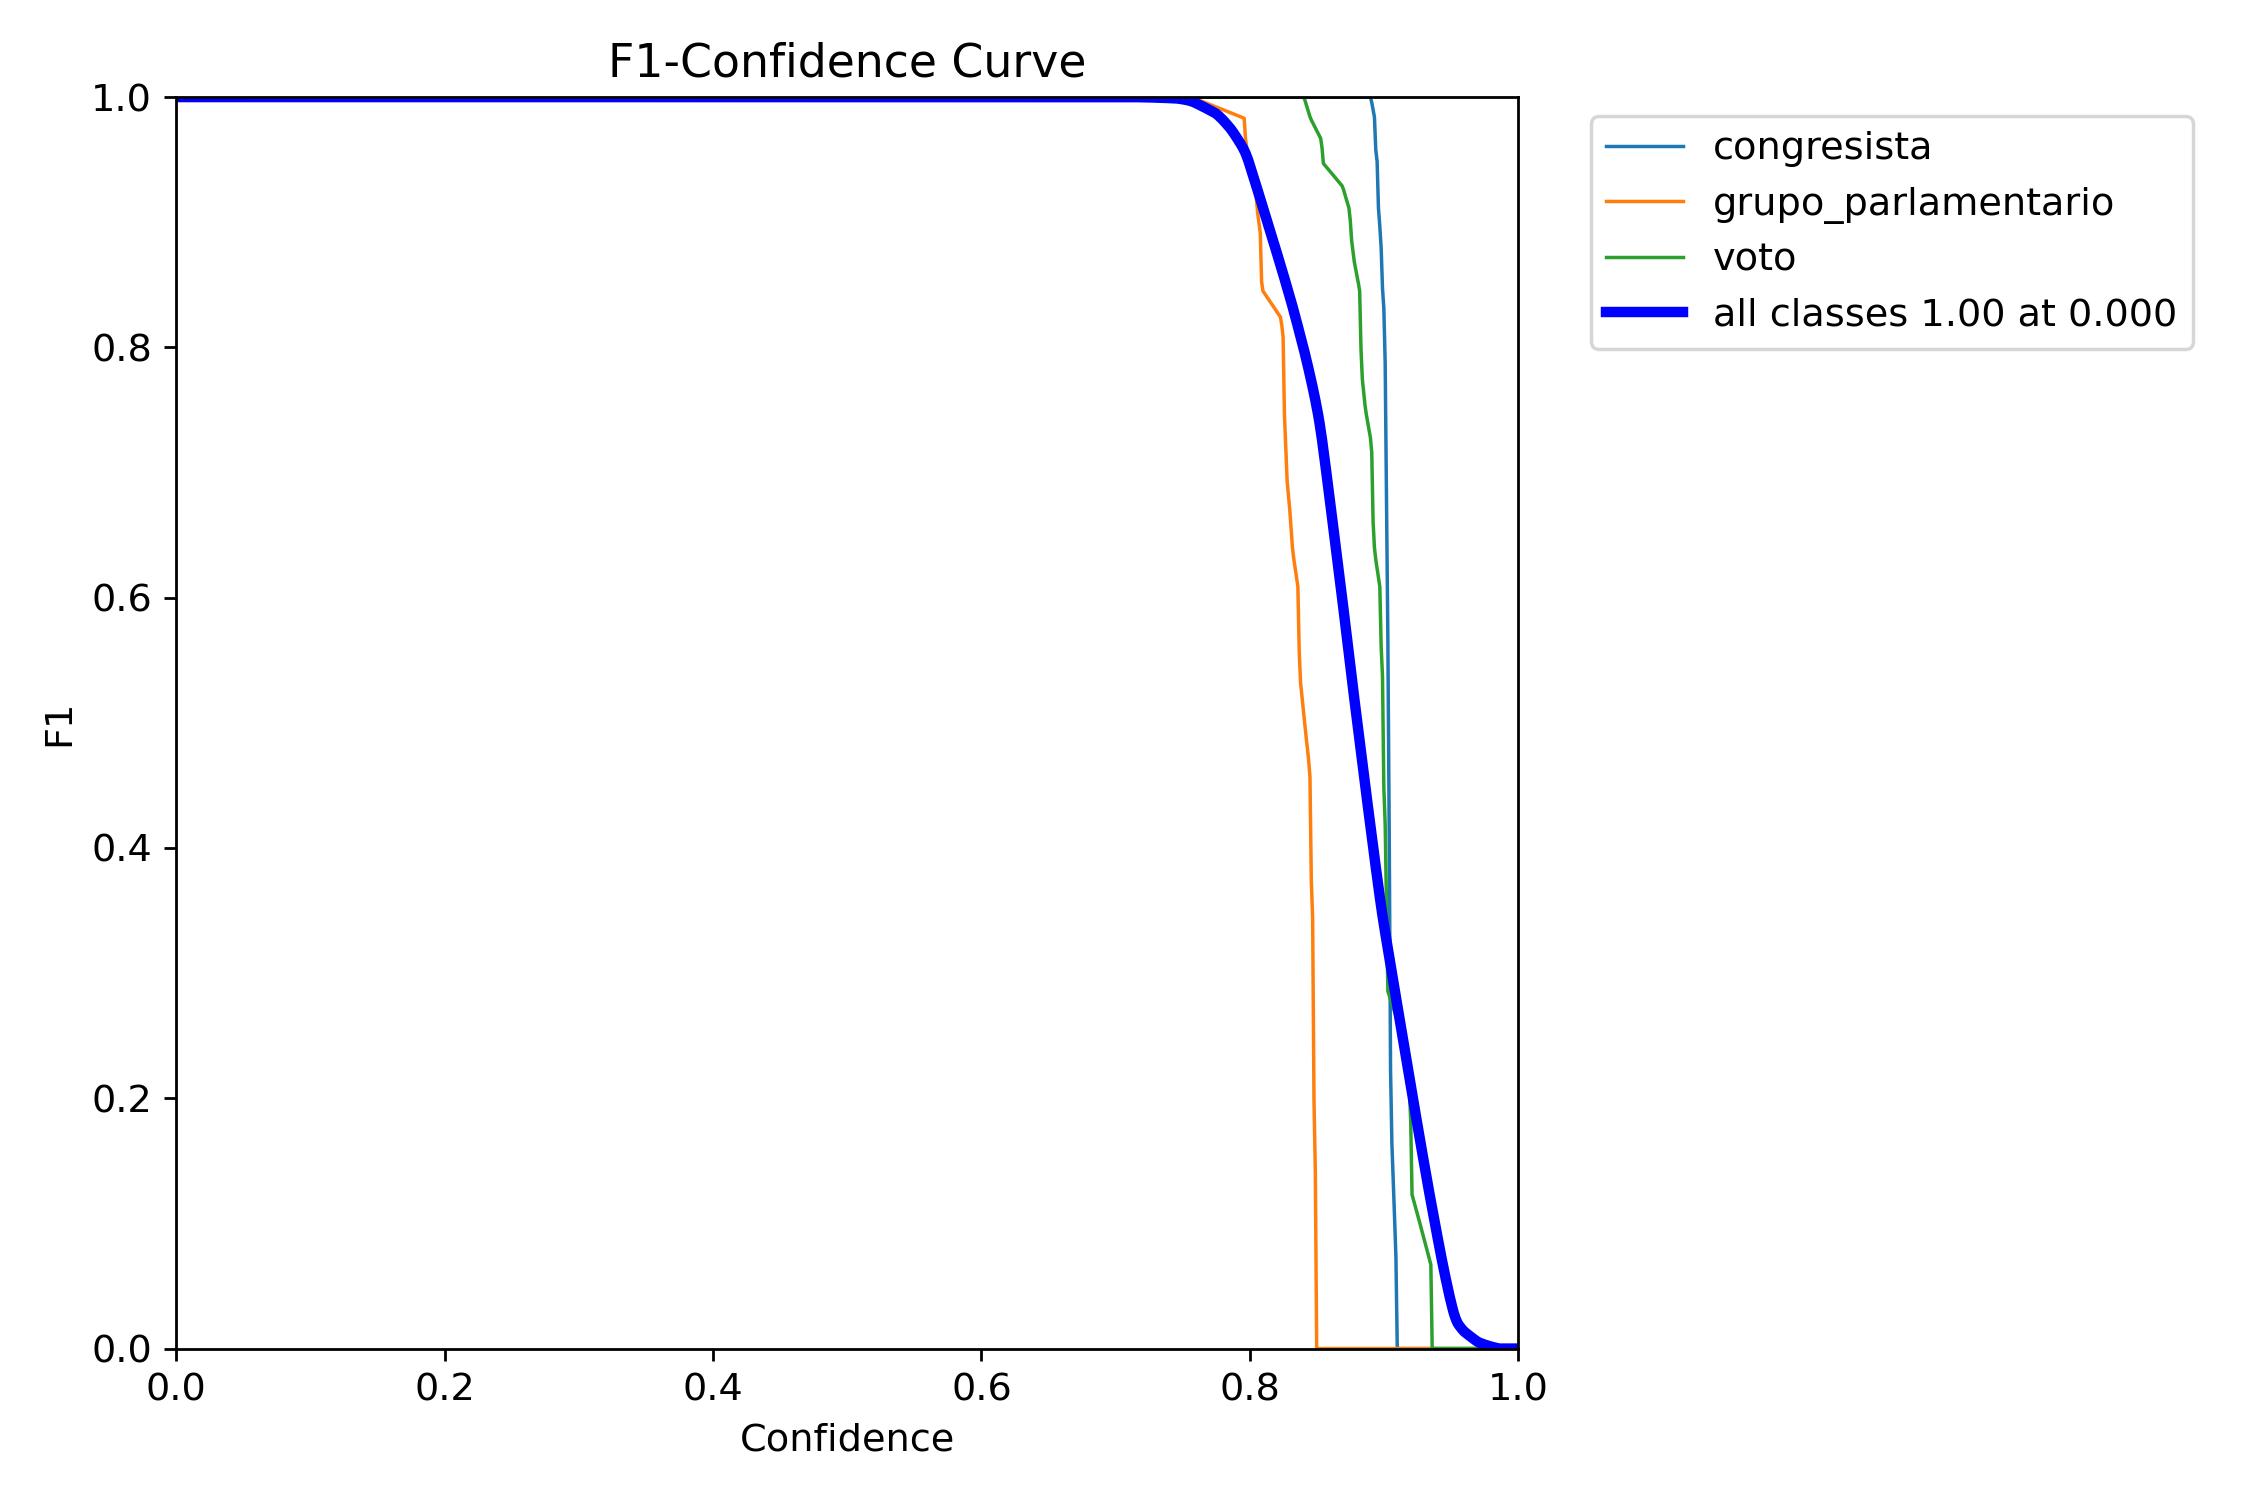 F1-Confidence Curve
1.0
0.8
0.6
0.4
0.2
0.0
F1
0.0 0.2 0.4 0.6 0.8 1.0
Confidence
congresista
grupo_parlamentario
voto
all classes 1.00 at 0.000